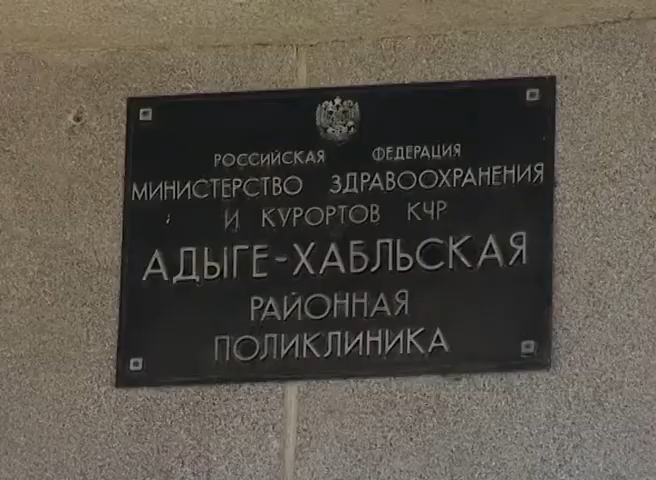 РОССИЙСКАЯ ФЕДЕРАЦИЯ
МИНИСТЕРСТВО ЗДРАВООХРАНЕНИЯ
И КУРОРТОВ КЧР
АДЫГЕ-ХАБЛЬСКАЯ
РАЙОННАЯ
ПОЛИКЛИНИКА